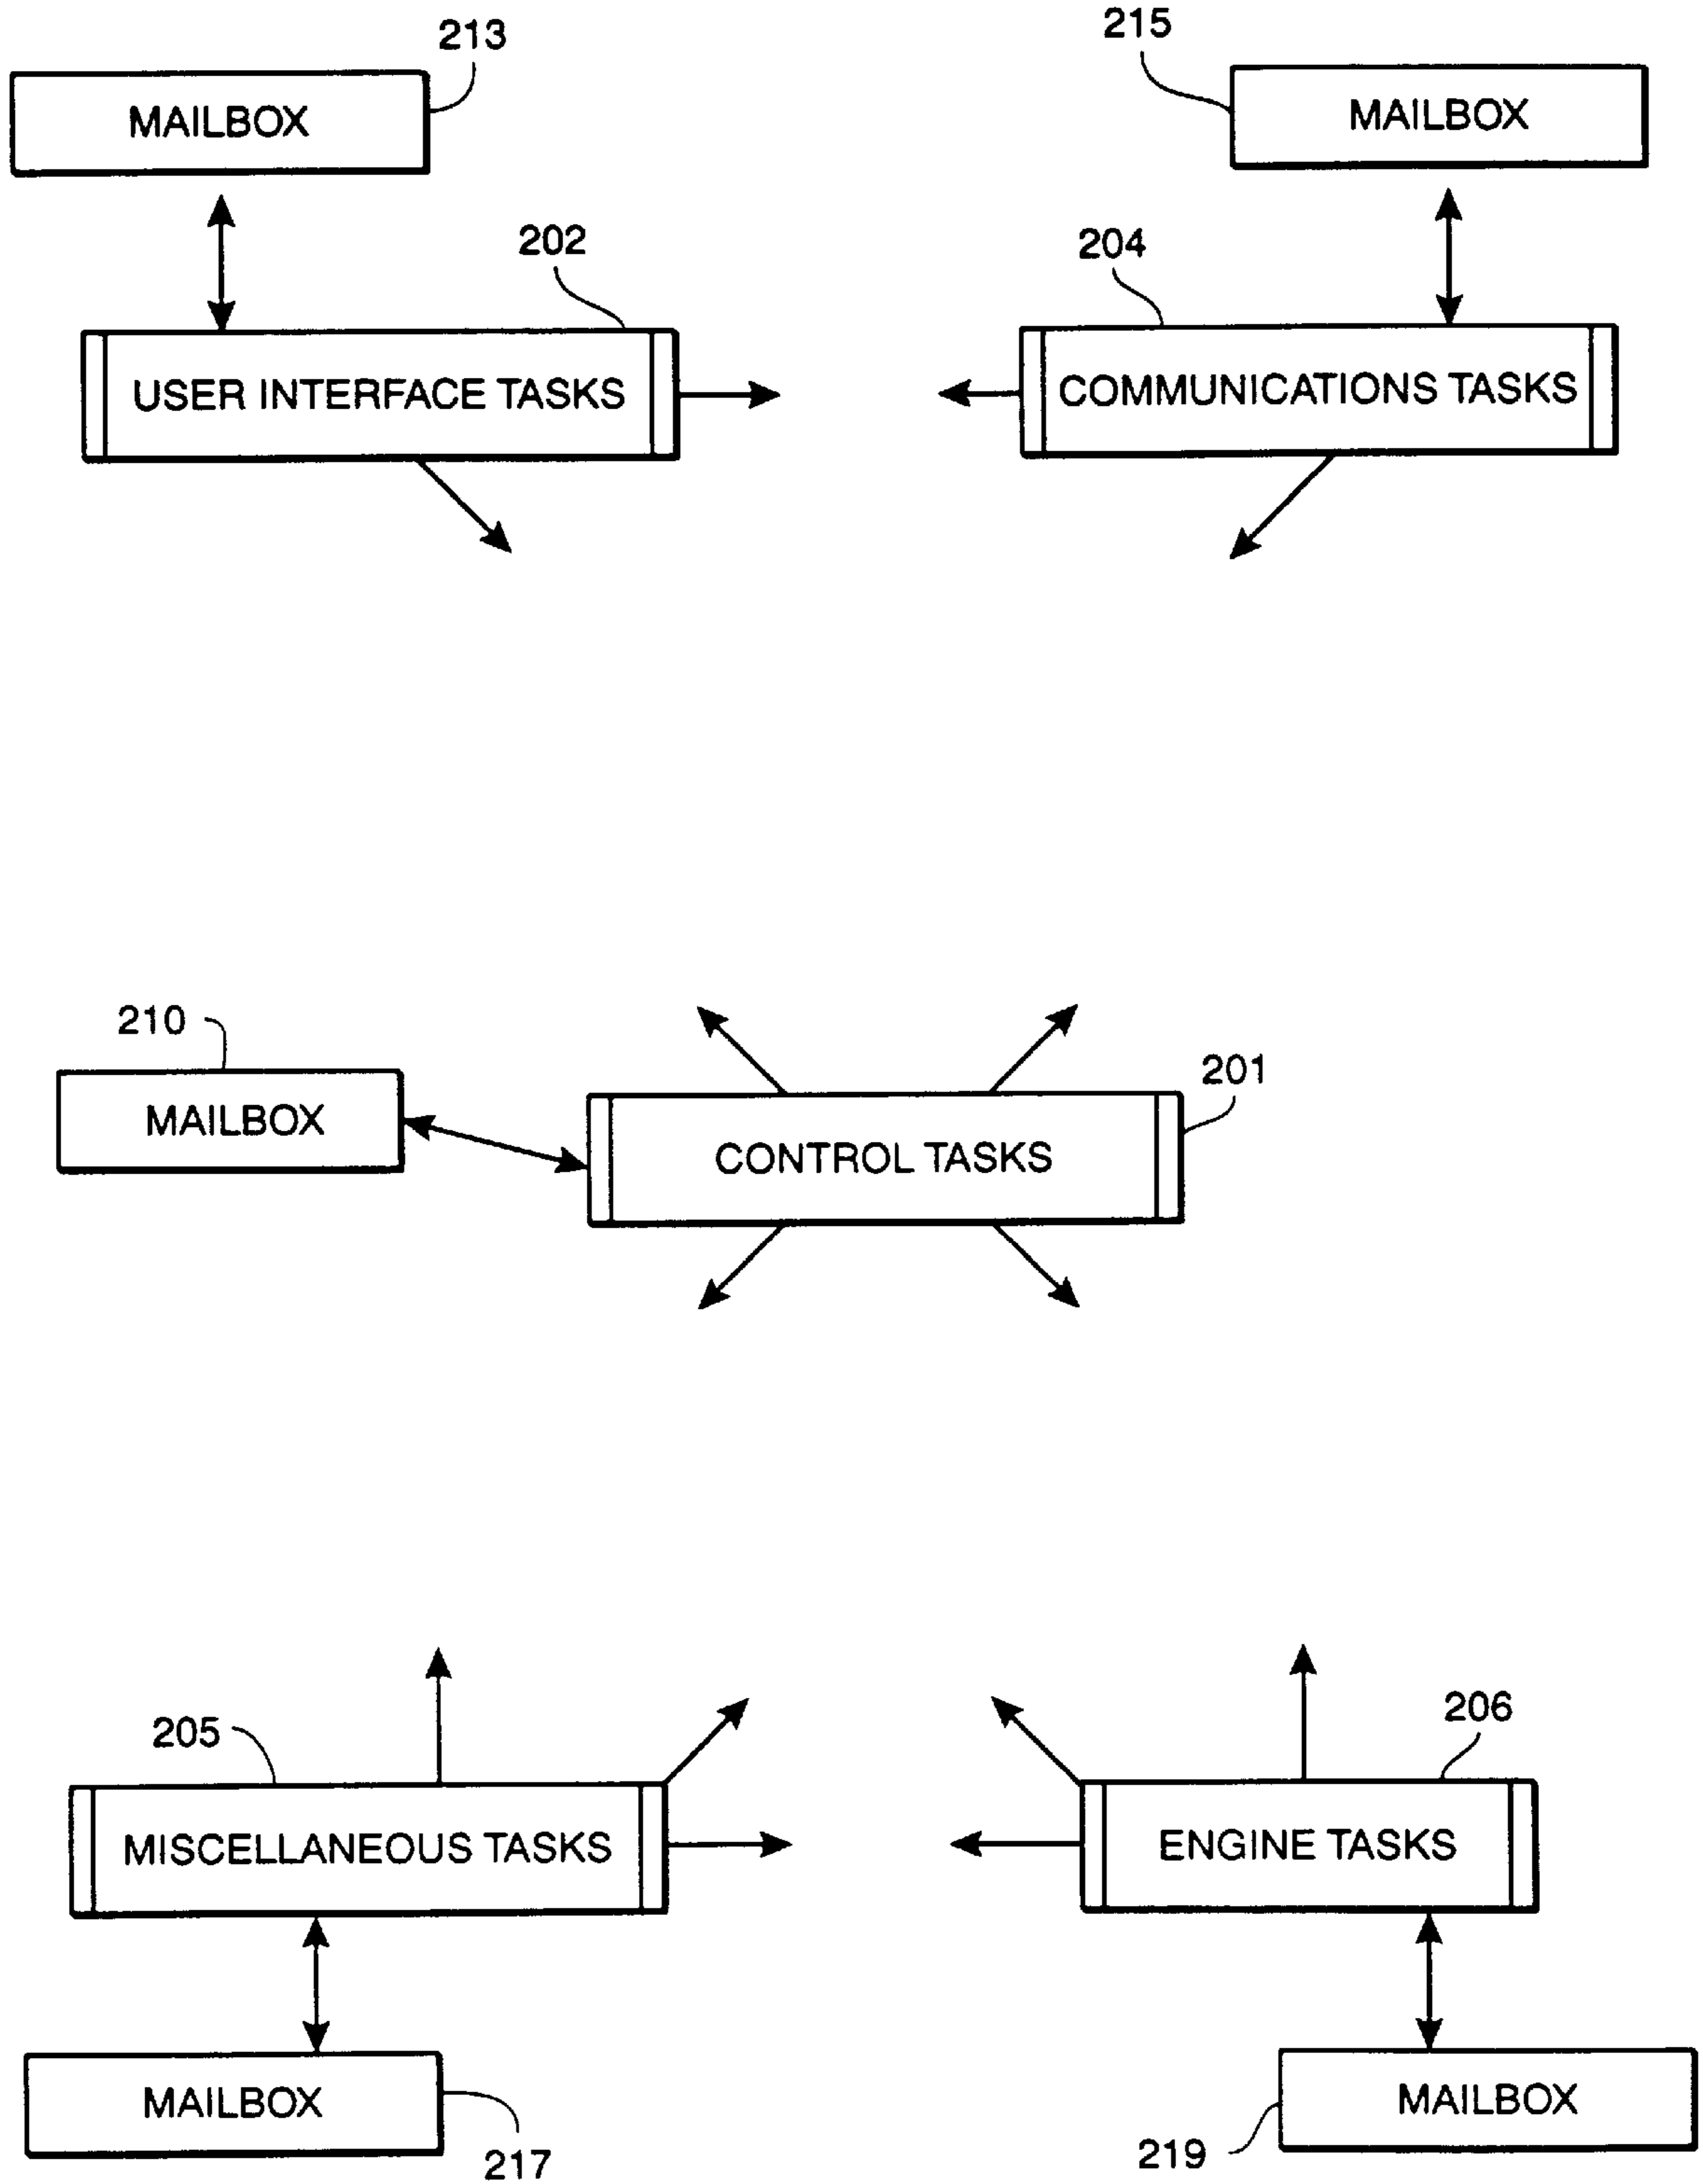 213
215
MAILBOX
MAILBOX
202
204
USER INTERFACE TASKS
COMMUNICATIONS TASKS
210
201
MAILBOX
CONTROL TASKS
205
206
MISCELLANEOUS TASKS
ENGINE TASKS
MAILBOX
MAILBOX
217
219